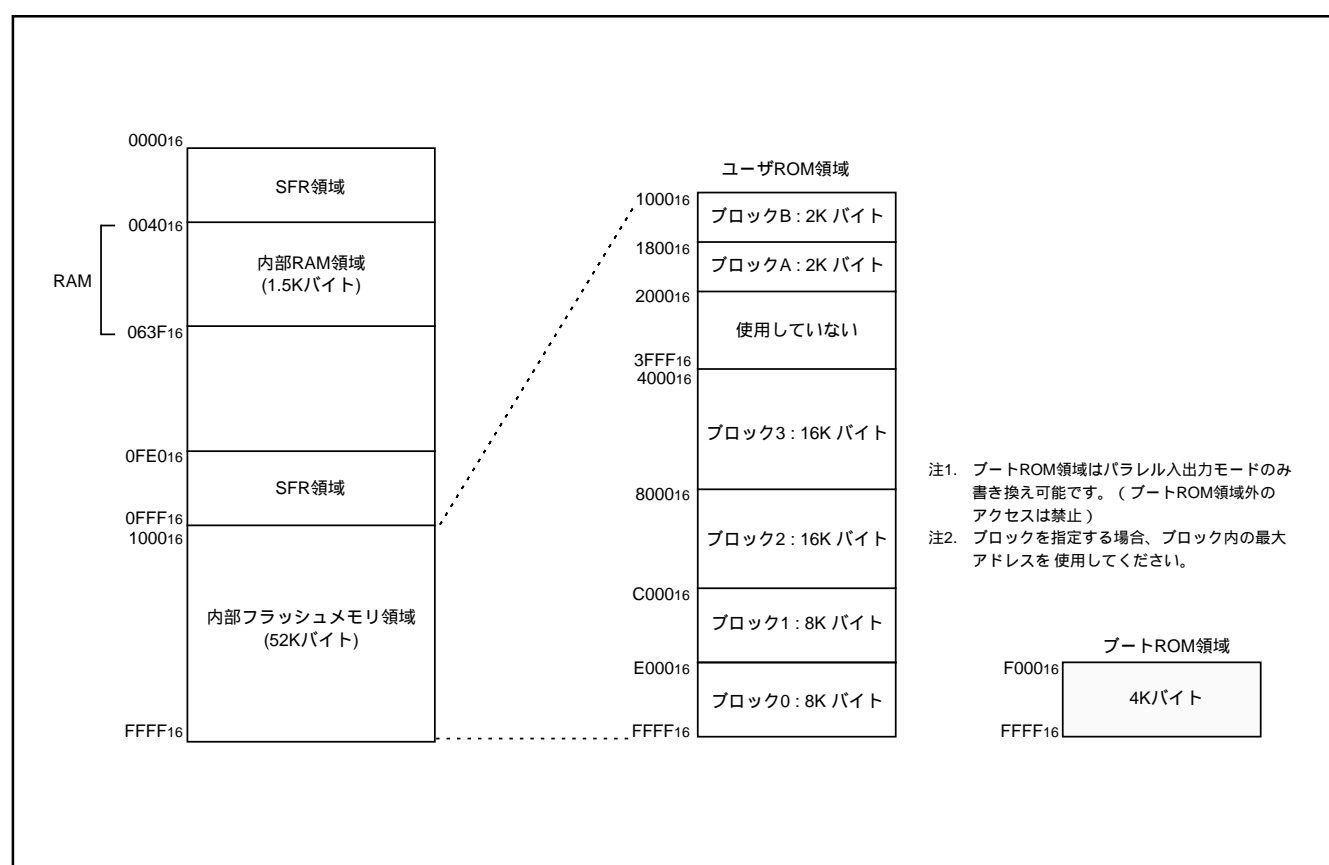 0000₁₆
SFR領域
0040₁₆
RAM
内部RAM領域
(1.5Kバイト)
063F₁₆
0FE0₁₆
SFR領域
0FFF₁₆
1000₁₆
内部フラッシュメモリ領域
(52Kバイト)
FFFF₁₆
ユーザROM領域
1000₁₆
ブロックB : 2K バイト
1800₁₆
ブロックA : 2K バイト
2000₁₆
使用していない
3FFF₁₆
4000₁₆
ブロック3 : 16K バイト
8000₁₆
ブロック2 : 16K バイト
C000₁₆
ブロック1 : 8K バイト
E000₁₆
ブロック0 : 8K バイト
FFFF₁₆
注1. ブートROM領域はパラレル入出力モードのみ
書き換え可能です。（ブートROM領域外の
アクセスは禁止）
注2. ブロックを指定する場合、ブロック内の最大
アドレスを 使用してください。
ブートROM領域
F000₁₆
4Kバイト
FFFF₁₆